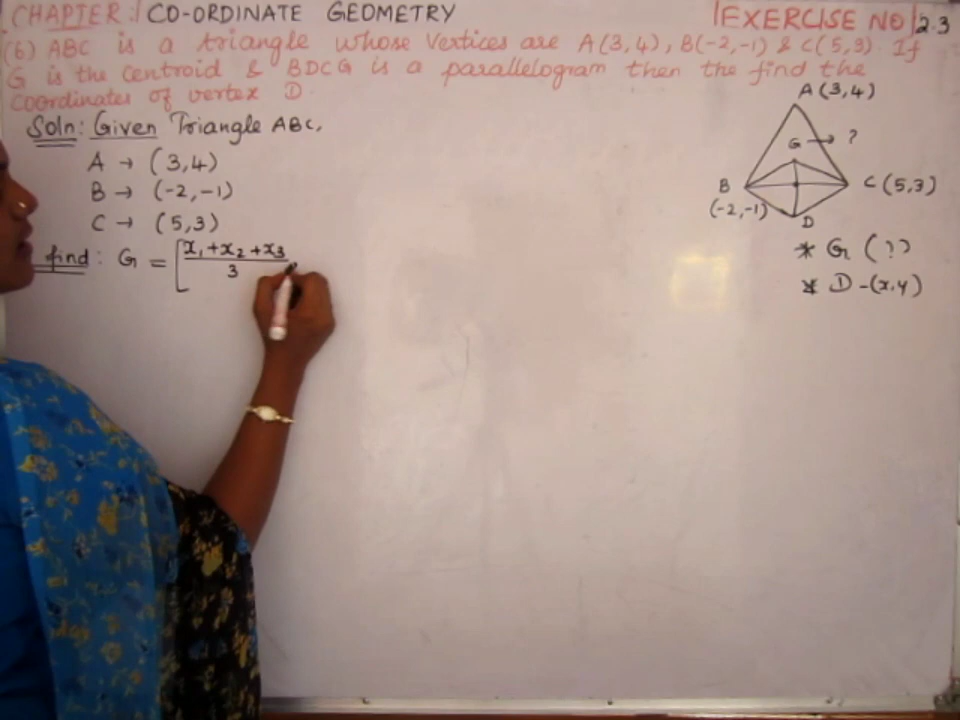 CHAPTER: CO-ORDINATE GEOMETRY EXERCISE NO 2.3
(6) ABC is a triangle whose vertices are A(3,4), B(-2,-1) & C(5,3). If
G is the centroid & BDCG is a parallelogram then the find the
coordinates of vertex D
Soln: Given Triangle ABC,
A → (3,4)
B → (-2,-1)
C → (5,3)
find: G = [x₁+x₂+x₃
3
A (3,4)
G → ?
B
C (5,3)
(-2,-1)
D
* G (??)
* D -(x,y)